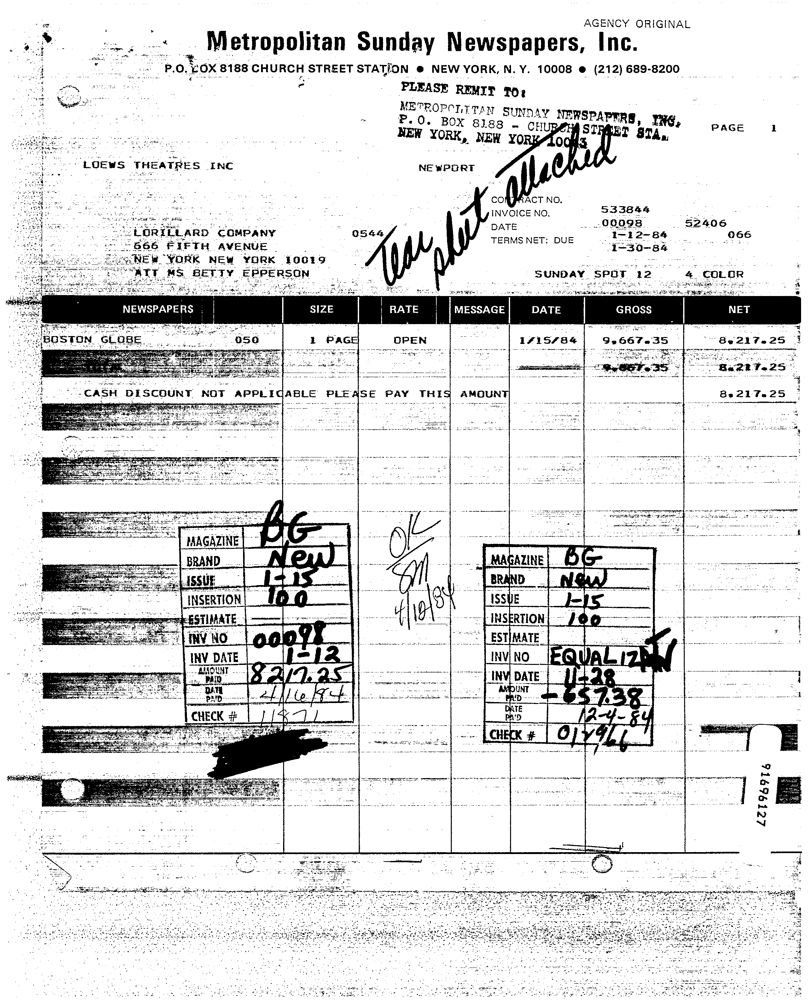 AGENCY ORIGINAL
Metropolitan Sunday Newspapers, Inc.
P.O. BOX 8188 CHURCH STREET STATION ● NEW YORK, N. Y. 10008 ● (212) 689-8200
PLEASE REMIT TO:
METROPOLITAN SUNDAY NEWSPAPERS, INC.
P. O. BOX 8188 - CHURCH STREET STA.
NEW YORK, NEW YORK
PAGE 1
LOEWS THEATRES INC
NEWPORT
Tear sheet attached
CONTRACT NO. 533844
INVOICE NO. 00098 52406
DATE 1-12-84 066
TERMS NET: DUE 1-30-84
LORILLARD COMPANY 0544
666 FIFTH AVENUE
NEW YORK NEW YORK 10019
ATT MS BETTY EPPERSON
SUNDAY SPOT 12 4 COLOR
NEWSPAPERS SIZE RATE MESSAGE DATE GROSS NET
BOSTON GLOBE 050 1 PAGE OPEN 1/15/84 9,667.35 8,217.25
9,667.35 8,217.25
CASH DISCOUNT NOT APPLICABLE PLEASE PAY THIS AMOUNT 8,217.25
OK
SM
4/10/84
MAGAZINE BG
BRAND New
ISSUE 1-15
INSERTION 100
ESTIMATE
INV NO 00098
INV DATE 1-12
AMOUNT PAID 8217.25
DATE PAID 4/16/84
CHECK # 11871
MAGAZINE BG
BRAND New
ISSUE 1-15
INSERTION 100
ESTIMATE
INV NO
INV DATE 11-28
AMOUNT PAID -657.38
DATE PAID 12-4-84
CHECK #
91696127